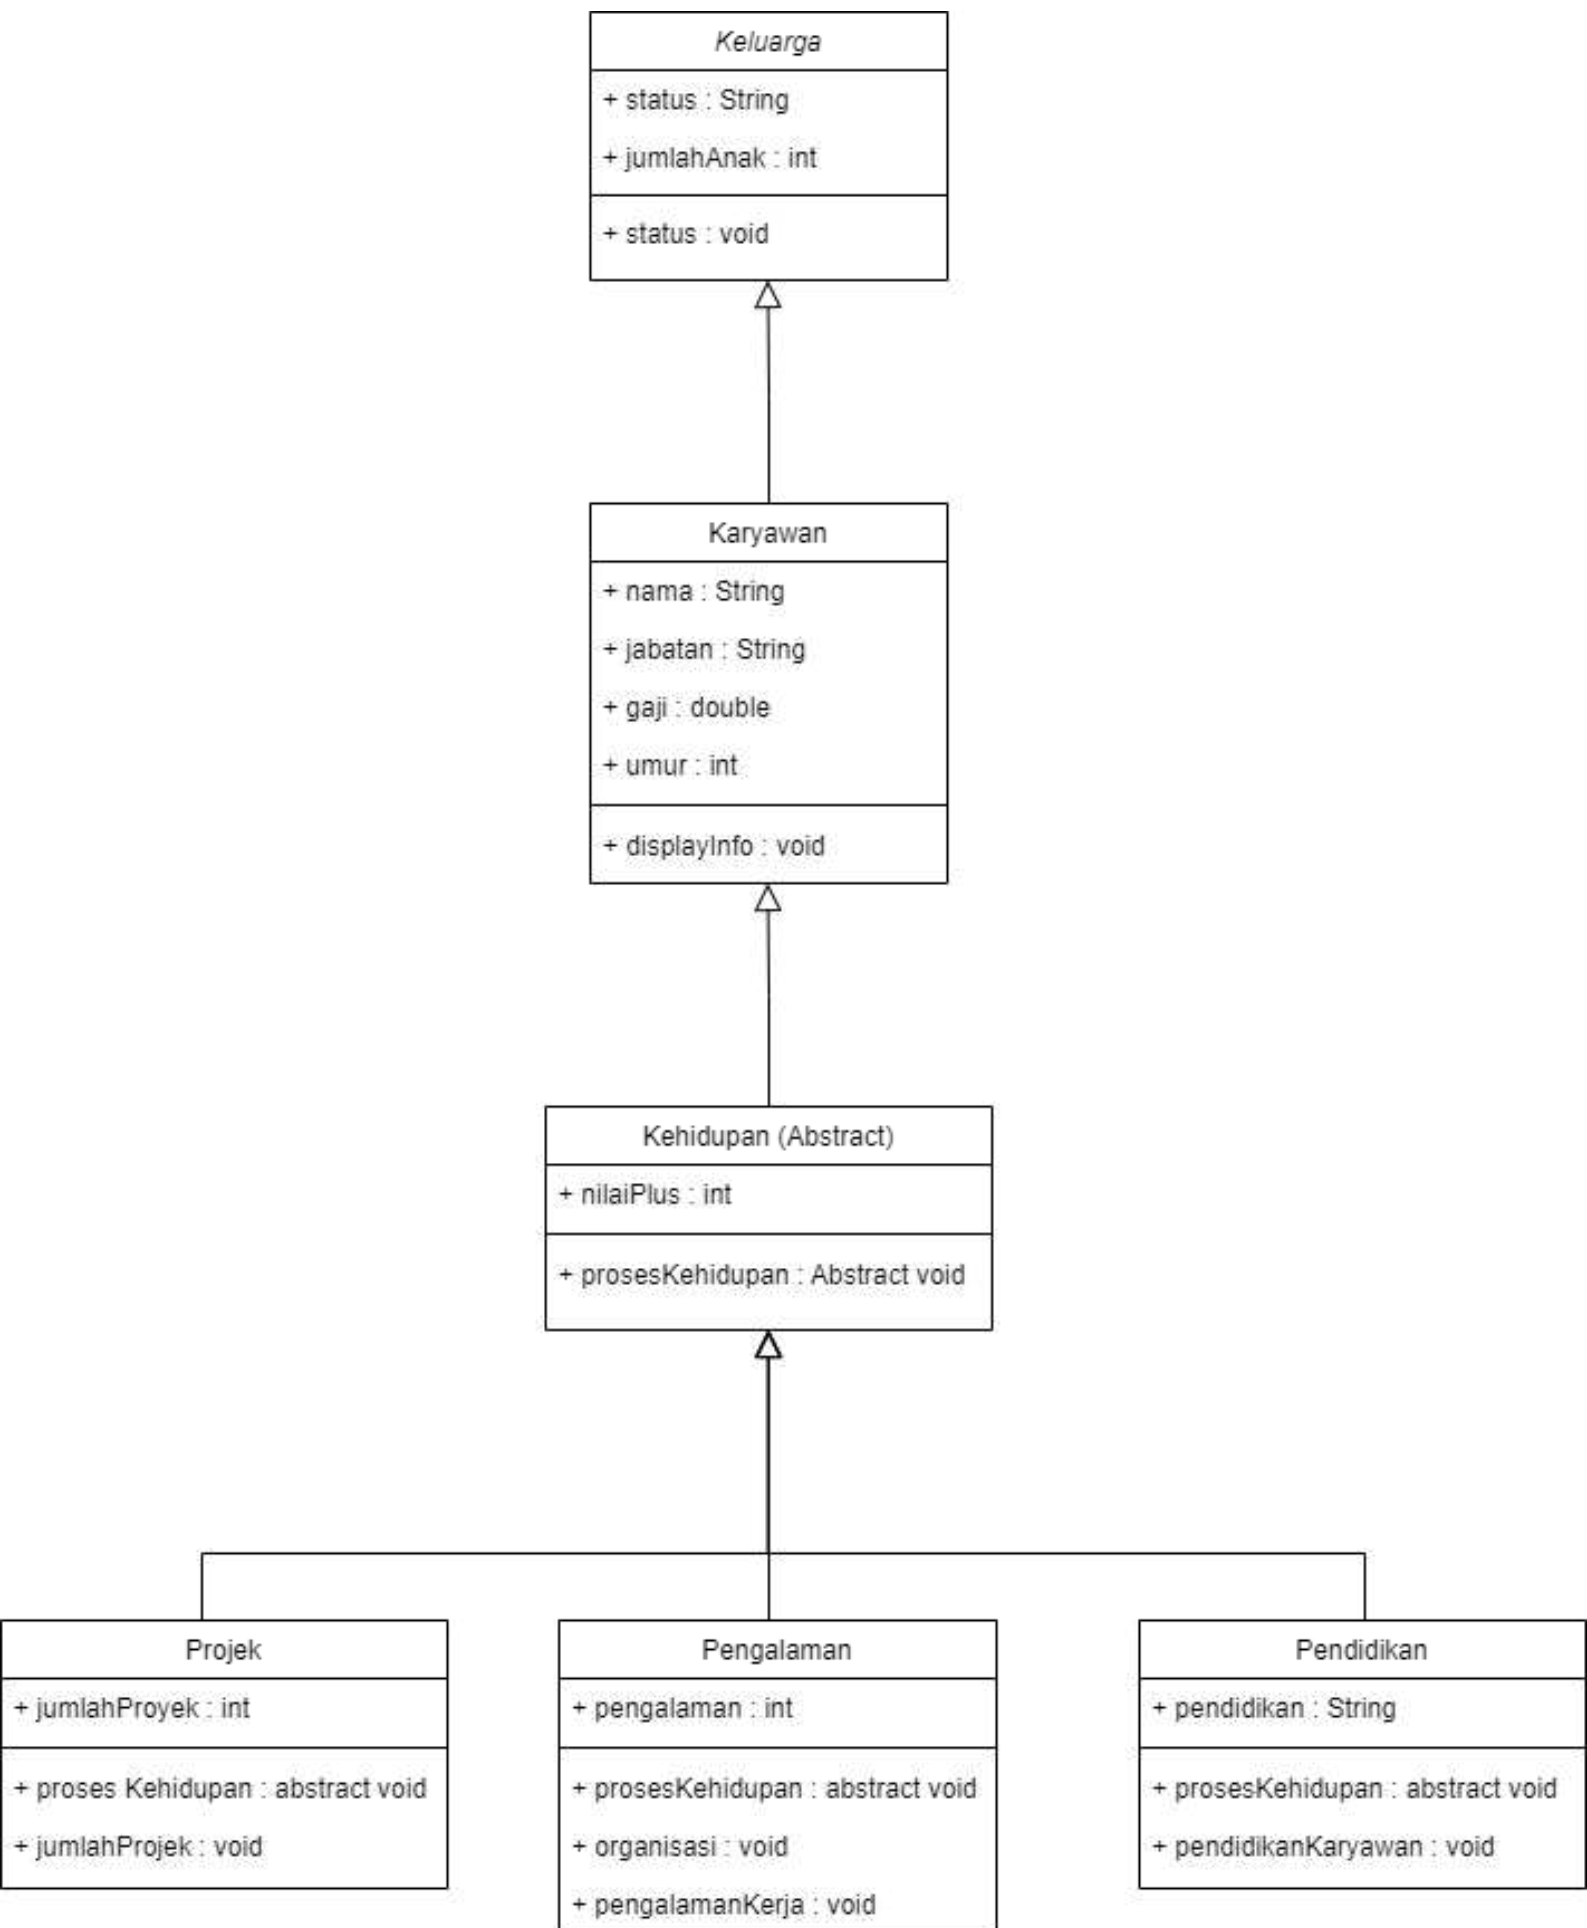 Keluarga
+ status : String
+ jumlahAnak : int
+ status : void
Karyawan
+ nama : String
+ jabatan : String
+ gaji : double
+ umur : int
+ displayInfo : void
Kehidupan (Abstract)
+ nilaiPlus : int
+ prosesKehidupan : Abstract void
Projek
+ jumlahProyek : int
+ proses Kehidupan : abstract void
+ jumlahProjek : void
Pengalaman
+ pengalaman : int
+ prosesKehidupan : abstract void
+ organisasi : void
+ pengalamanKerja : void
Pendidikan
+ pendidikan : String
+ prosesKehidupan : abstract void
+ pendidikanKaryawan : void